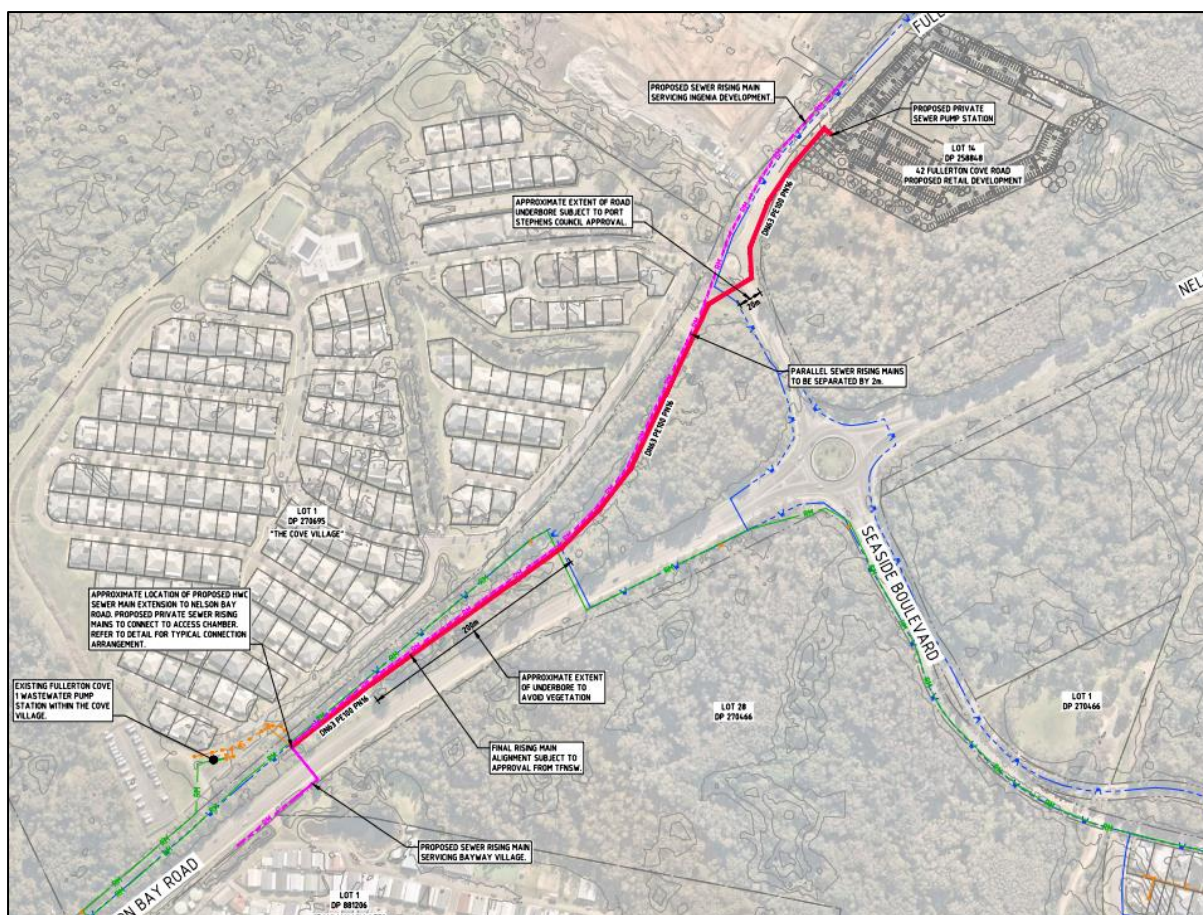 FULL
PROPOSED SEWER RISING MAIN
SERVICING INGENIA DEVELOPMENT.
PROPOSED PRIVATE
SEWER PUMP STATION
LOT 14
DP 258848
42 FULLERTON COVE ROAD
PROPOSED RETAIL DEVELOPMENT
APPROXIMATE EXTENT OF ROAD
UNDERBORE SUBJECT TO PORT
STEPHENS COUNCIL APPROVAL.
DN63 PE100 PN16
20m
NEL
PARALLEL SEWER RISING MAINS
TO BE SEPARATED BY 2m.
DN63 PE100 PN16
LOT 1
DP 270695
"THE COVE VILLAGE"
SEASIDE BOULEVARD
APPROXIMATE LOCATION OF PROPOSED HWC
SEWER MAIN EXTENSION TO NELSON BAY
ROAD. PROPOSED PRIVATE SEWER RISING
MAINS TO CONNECT TO ACCESS CHAMBER.
REFER TO DETAIL FOR TYPICAL CONNECTION
ARRANGEMENT.
200m
APPROXIMATE EXTENT
OF UNDERBORE TO
AVOID VEGETATION
EXISTING FULLERTON COVE
1 WASTEWATER PUMP
STATION WITHIN THE COVE
VILLAGE.
DN63 PE100 PN16
LOT 28
DP 270466
LOT 1
DP 270466
FINAL RISING MAIN
ALIGNMENT SUBJECT TO
APPROVAL FROM TFNSW.
PROPOSED SEWER RISING MAIN
SERVICING BAYWAY VILLAGE.
ON BAY ROAD
LOT 1
DP 881206